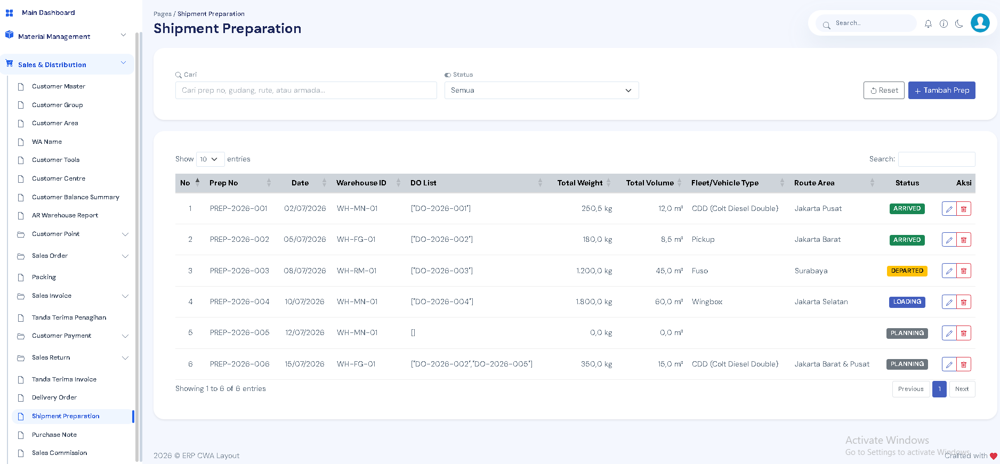 Main Dashboard
Material Management
Sales & Distribution
Customer Master
Customer Group
Customer Area
WA Name
Customer Tools
Customer Centre
Customer Balance Summary
AR Warehouse Report
Customer Point
Sales Order
Packing
Sales Invoice
Tanda Terima Penagihan
Customer Payment
Sales Return
Tanda Terima Invoice
Delivery Order
Shipment Preparation
Purchase Note
Sales Commission
Pages / Shipment Preparation
Shipment Preparation
Search...
Cari
Cari prep no, gudang, rute, atau armada...
Status
Semua
Reset
+ Tambah Prep
Show 10 entries
Search:
No Prep No Date Warehouse ID DO List Total Weight Total Volume Fleet/Vehicle Type Route Area Status Aksi
1 PREP-2026-001 02/07/2026 WH-MN-01 ["DO-2026-001"] 250,5 kg 12,0 m³ CDD (Colt Diesel Double) Jakarta Pusat ARRIVED
2 PREP-2026-002 05/07/2026 WH-FG-01 ["DO-2026-002"] 180,0 kg 8,5 m³ Pickup Jakarta Barat ARRIVED
3 PREP-2026-003 08/07/2026 WH-RM-01 ["DO-2026-003"] 1.200,0 kg 45,0 m³ Fuso Surabaya DEPARTED
4 PREP-2026-004 10/07/2026 WH-MN-01 ["DO-2026-004"] 1.800,0 kg 60,0 m³ Wingbox Jakarta Selatan LOADING
5 PREP-2026-005 12/07/2026 WH-MN-01 [] 0,0 kg 0,0 m³ PLANNING
6 PREP-2026-006 15/07/2026 WH-FG-01 ["DO-2026-002","DO-2026-005"] 350,0 kg 15,0 m³ CDD (Colt Diesel Double) Jakarta Barat & Pusat PLANNING
Showing 1 to 6 of 6 entries
Previous 1 Next
Activate Windows
Go to Settings to activate Windows.
2026 © ERP CWA Layout
Crafted with